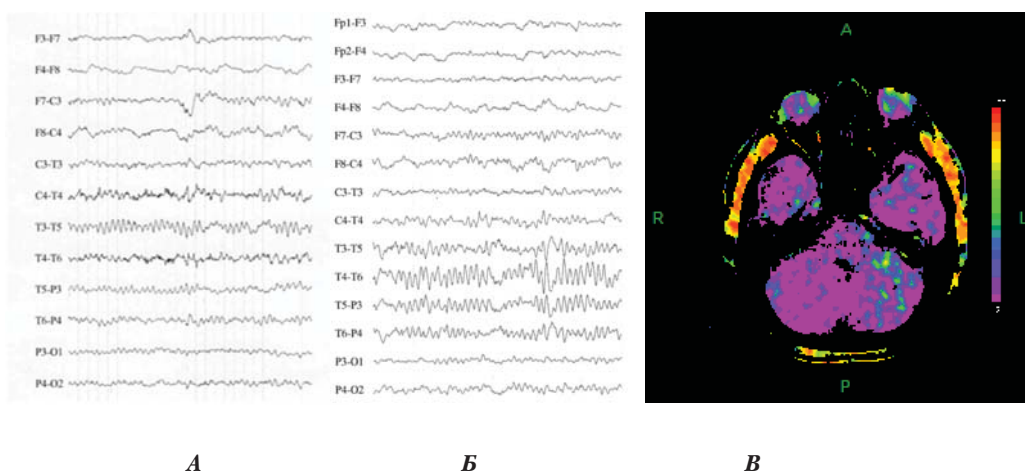 F3-F7
F4-F8
F7-C3
F8-C4
C3-T3
C4-T4
T3-T5
T4-T6
T5-P3
T6-P4
P3-O1
P4-O2
Fp1-F3
Fp2-F4
F3-F7
F4-F8
F7-C3
F8-C4
C3-T3
C4-T4
T3-T5
T4-T6
T5-P3
T6-P4
P3-O1
P4-O2
A
R
L
P
А
Б
В